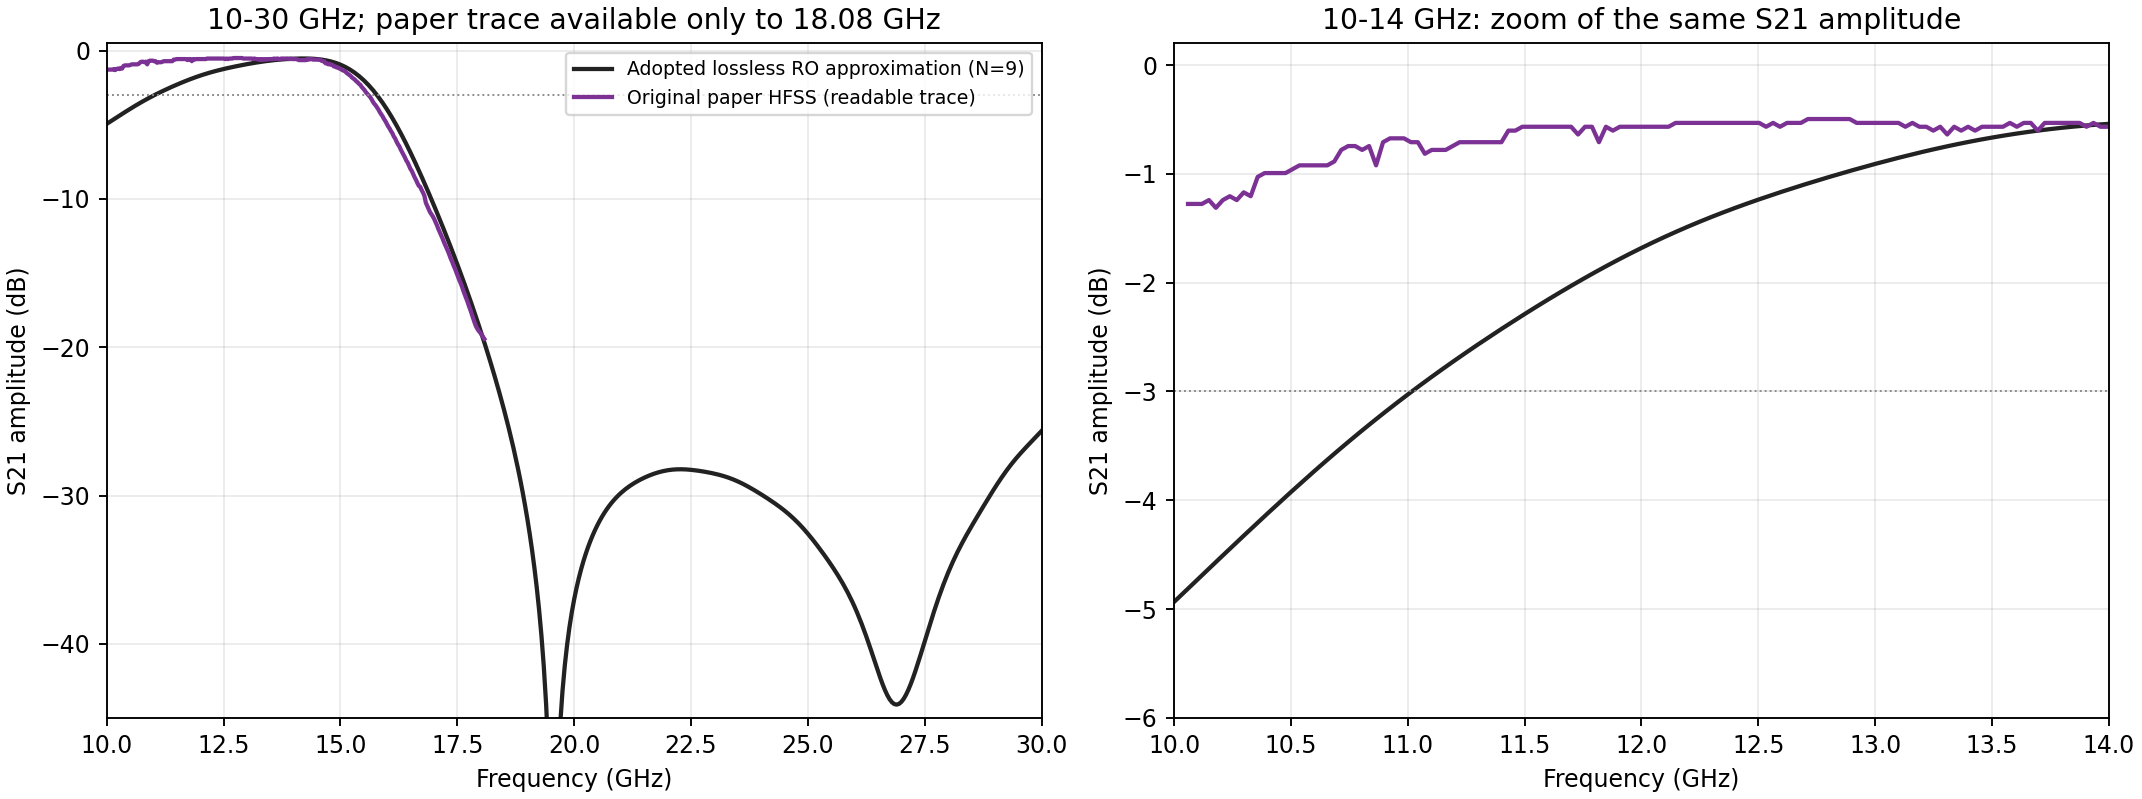 10-30 GHz; paper trace available only to 18.08 GHz
Adopted lossless RO approximation (N=9)
Original paper HFSS (readable trace)
S21 amplitude (dB)
0
−10
−20
−30
−40
10.0 12.5 15.0 17.5 20.0 22.5 25.0 27.5 30.0
Frequency (GHz)
10-14 GHz: zoom of the same S21 amplitude
S21 amplitude (dB)
0
−1
−2
−3
−4
−5
−6
10.0 10.5 11.0 11.5 12.0 12.5 13.0 13.5 14.0
Frequency (GHz)